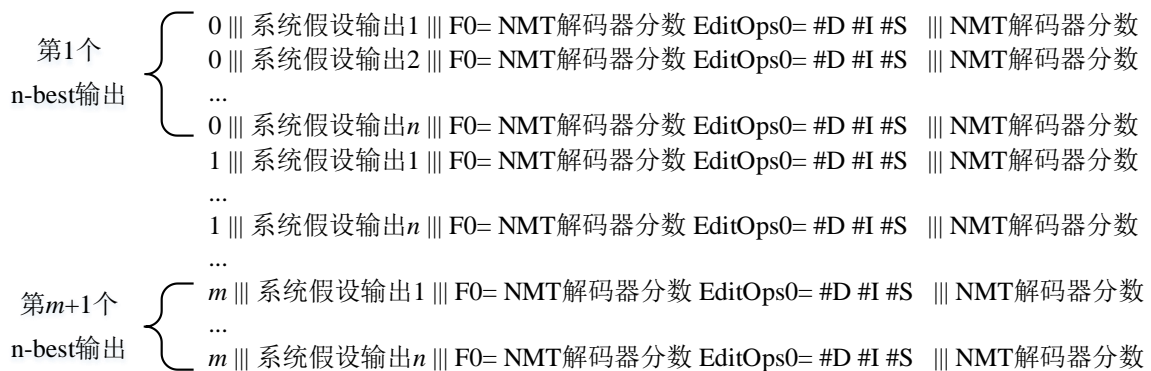 第1个
n-best输出
0 ||| 系统假设输出1 ||| F0= NMT解码器分数 EditOps0= #D #I #S ||| NMT解码器分数
0 ||| 系统假设输出2 ||| F0= NMT解码器分数 EditOps0= #D #I #S ||| NMT解码器分数
...
0 ||| 系统假设输出n ||| F0= NMT解码器分数 EditOps0= #D #I #S ||| NMT解码器分数
1 ||| 系统假设输出1 ||| F0= NMT解码器分数 EditOps0= #D #I #S ||| NMT解码器分数
...
1 ||| 系统假设输出n ||| F0= NMT解码器分数 EditOps0= #D #I #S ||| NMT解码器分数
...
第m+1个
n-best输出
m ||| 系统假设输出1 ||| F0= NMT解码器分数 EditOps0= #D #I #S ||| NMT解码器分数
...
m ||| 系统假设输出n ||| F0= NMT解码器分数 EditOps0= #D #I #S ||| NMT解码器分数